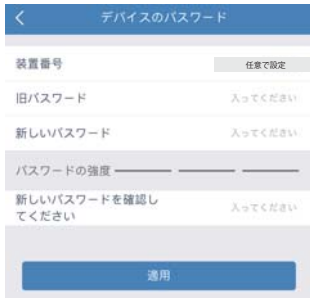 デバイスのパスワード
装置番号 任意で設定
旧パスワード 入ってください
新しいパスワード 入ってください
パスワードの強度
新しいパスワードを確認し
てください 入ってください
適用